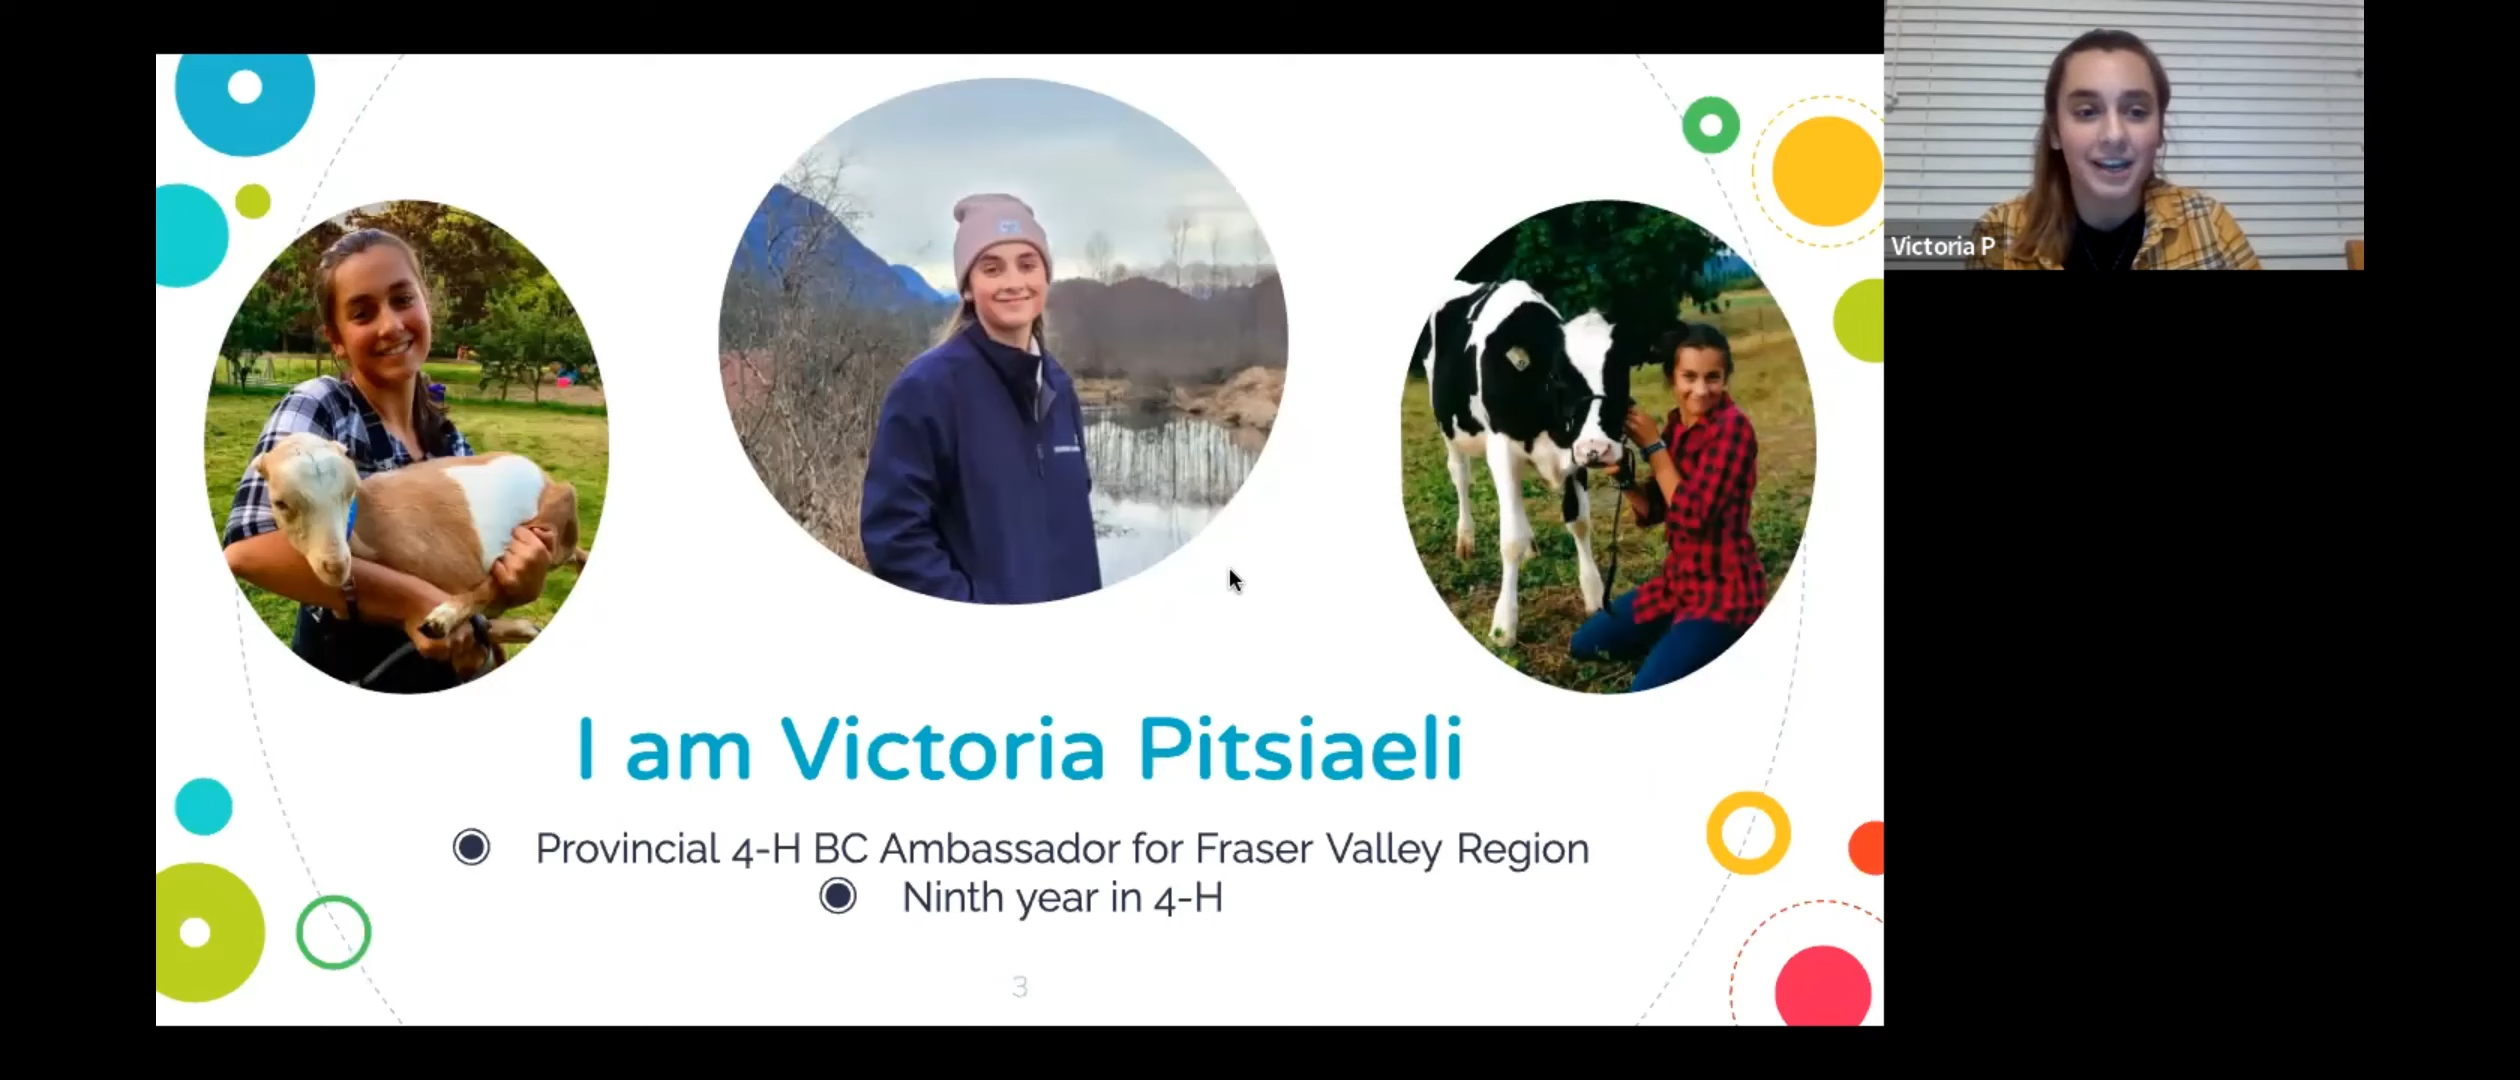 Victoria P
I am Victoria Pitsiaeli
Provincial 4-H BC Ambassador for Fraser Valley Region
Ninth year in 4-H
3